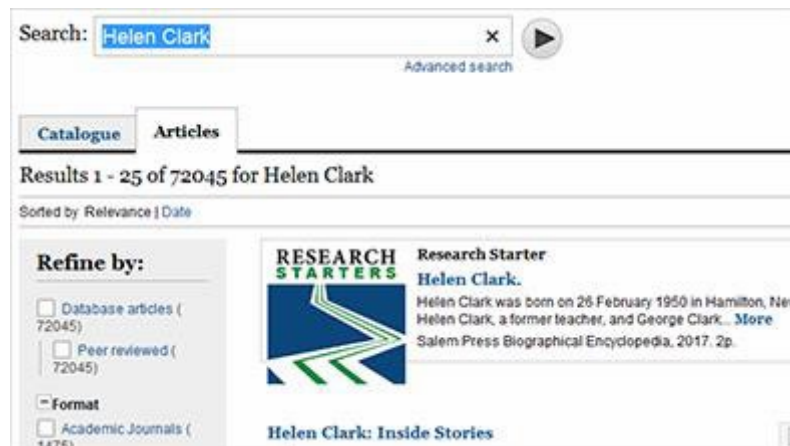 Search: Helen Clark ×
Advanced search
Catalogue Articles
Results 1 - 25 of 72045 for Helen Clark
Sorted by Relevance | Date
Refine by:
Database articles (
72045)
Peer reviewed (
72045)
Format
Academic Journals (
1475)
RESEARCH
STARTERS
Research Starter
Helen Clark.
Helen Clark was born on 26 February 1950 in Hamilton, Ne
Helen Clark, a former teacher, and George Clark... More
Salem Press Biographical Encyclopedia, 2017. 2p.
Helen Clark: Inside Stories